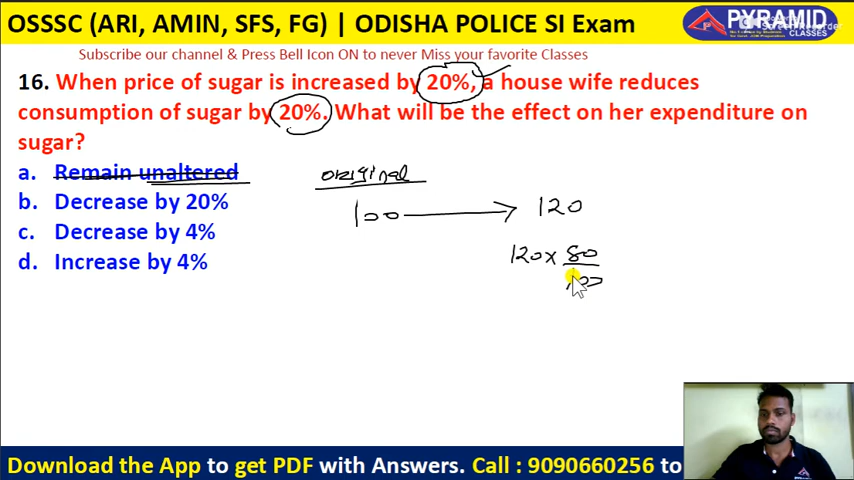 OSSSC (ARI, AMIN, SFS, FG) | ODISHA POLICE SI Exam
PYRAMID
CLASSES
Subscribe our channel & Press Bell Icon ON to never Miss your favorite Classes
16. When price of sugar is increased by 20%, a house wife reduces
consumption of sugar by 20%. What will be the effect on her expenditure on
sugar?
a. Remain unaltered
b. Decrease by 20%
c. Decrease by 4%
d. Increase by 4%
original
100 → 120
120 × 80
100
PYRAMID
CLASSES
Download the App to get PDF with Answers. Call : 9090660256 to